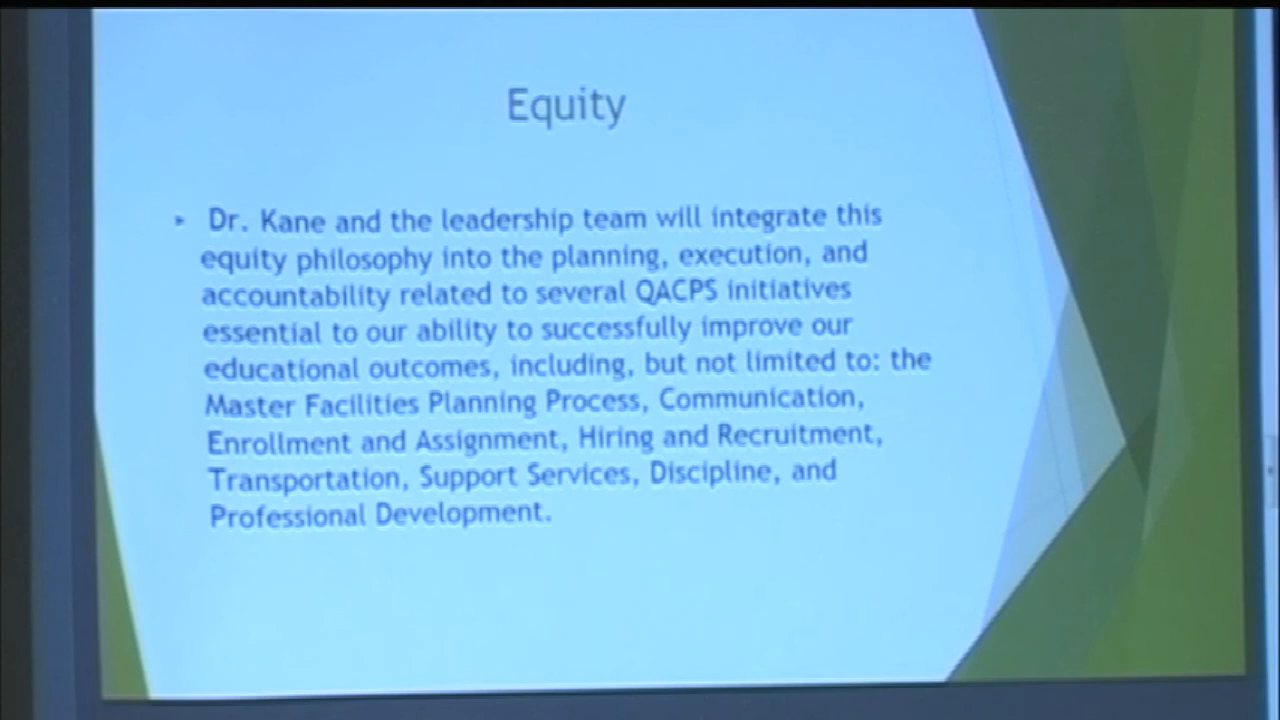 Equity
▸ Dr. Kane and the leadership team will integrate this
equity philosophy into the planning, execution, and
accountability related to several QACPS initiatives
essential to our ability to successfully improve our
educational outcomes, including, but not limited to: the
Master Facilities Planning Process, Communication,
Enrollment and Assignment, Hiring and Recruitment,
Transportation, Support Services, Discipline, and
Professional Development.